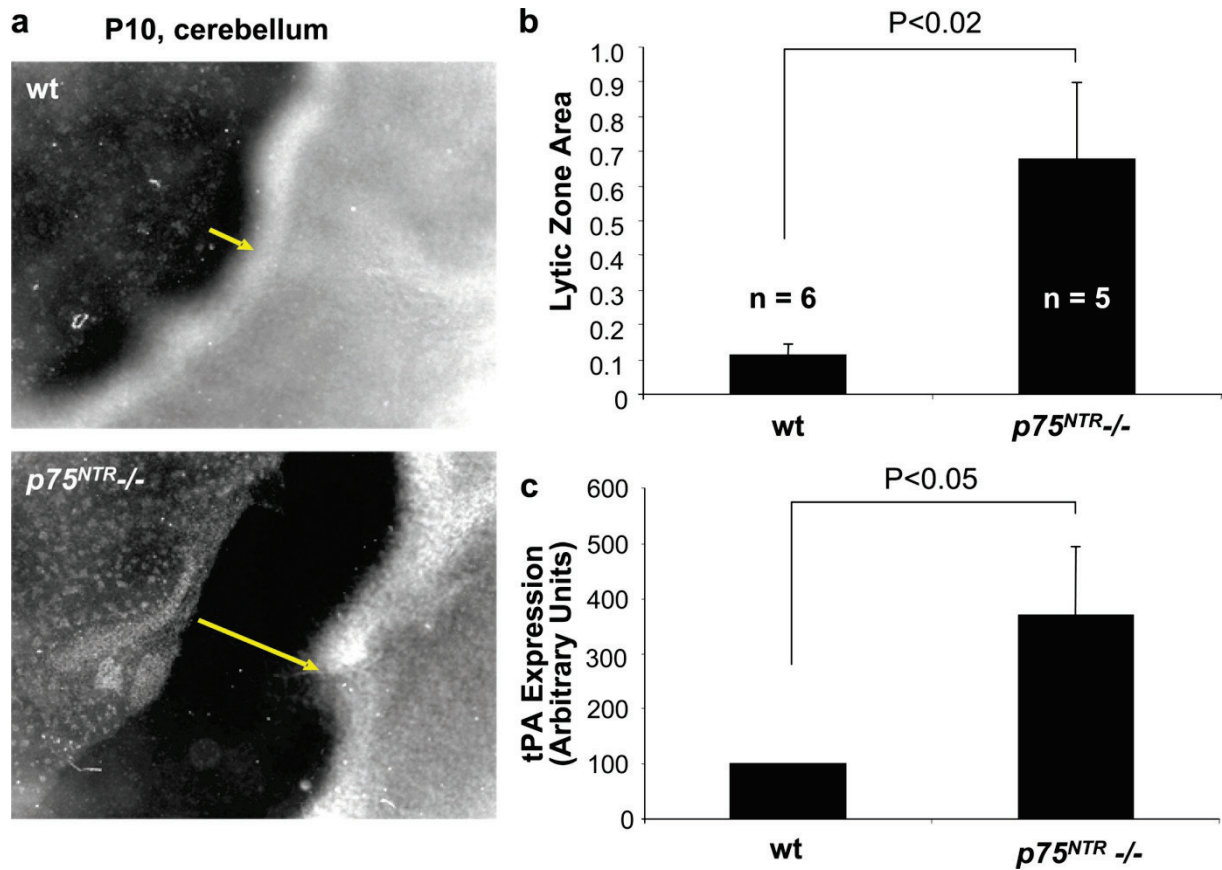 a
P10, cerebellum
wt
p75NTR-/-
b
P<0.02
Lytic Zone Area
1.0
0.9
0.8
0.7
0.6
0.5
0.4
0.3
0.2
0.1
0
n = 6
n = 5
wt
p75NTR-/-
c
P<0.05
tPA Expression
(Arbitrary Units)
600
500
400
300
200
100
0
wt
p75NTR -/-